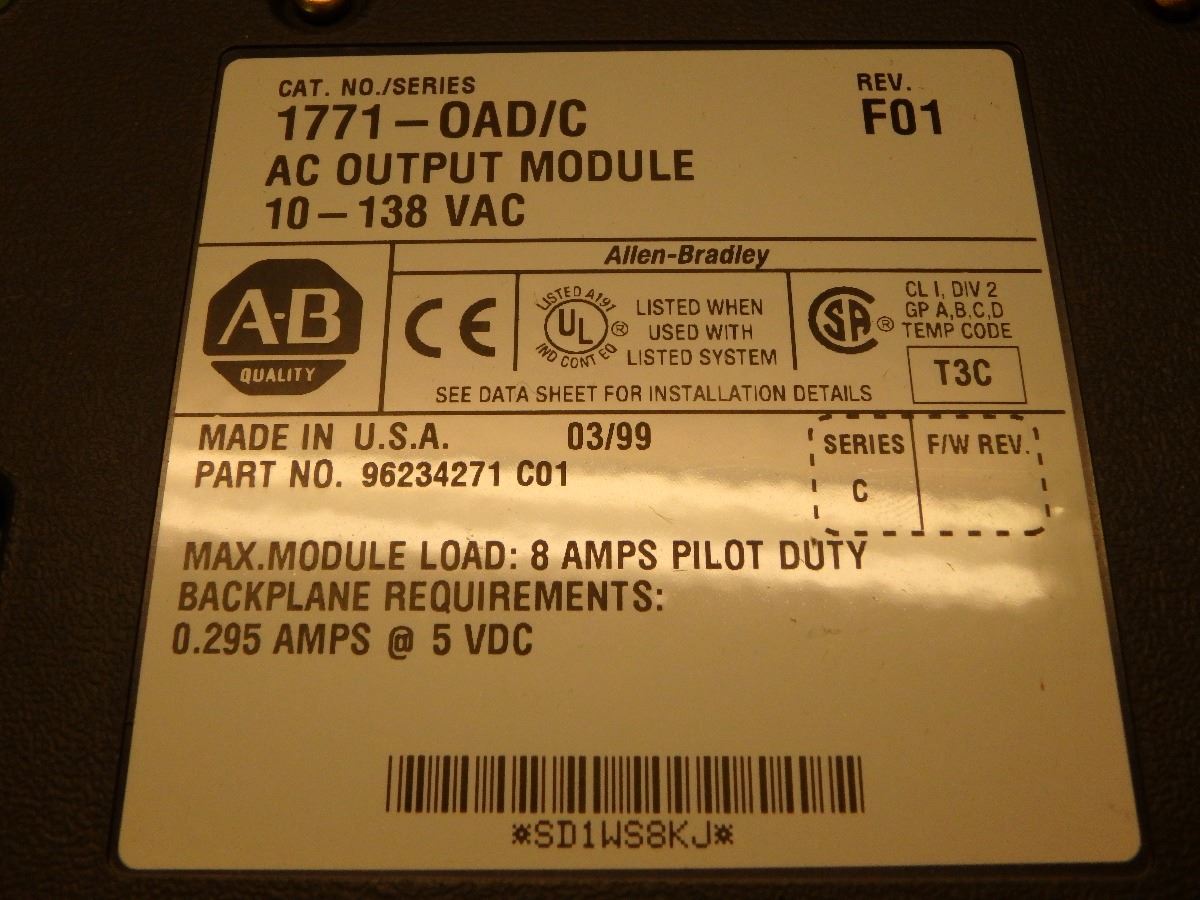 CAT. NO./SERIES
1771-OAD/C
REV.
F01
AC OUTPUT MODULE
10-138 VAC
Allen-Bradley
A-B
QUALITY
CE
LISTED A191
UL
®
IND CONT EQ
LISTED WHEN
USED WITH
LISTED SYSTEM
SA
®
CL I, DIV 2
GP A,B,C,D
TEMP CODE
T3C
SEE DATA SHEET FOR INSTALLATION DETAILS
MADE IN U.S.A. 03/99
PART NO. 96234271 C01
SERIES
C
F/W REV.
MAX.MODULE LOAD: 8 AMPS PILOT DUTY
BACKPLANE REQUIREMENTS:
0.295 AMPS @ 5 VDC
*SD1WS8KJ*